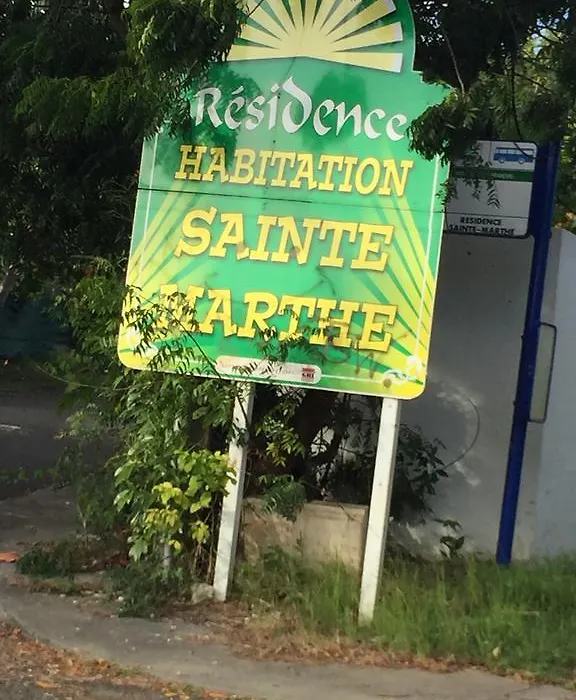 Résidence
HABITATION
SAINTE
MARTHE
RESIDENCE
SAINTE-MARTHE